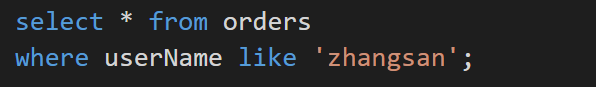 select * from orders
where userName like 'zhangsan';